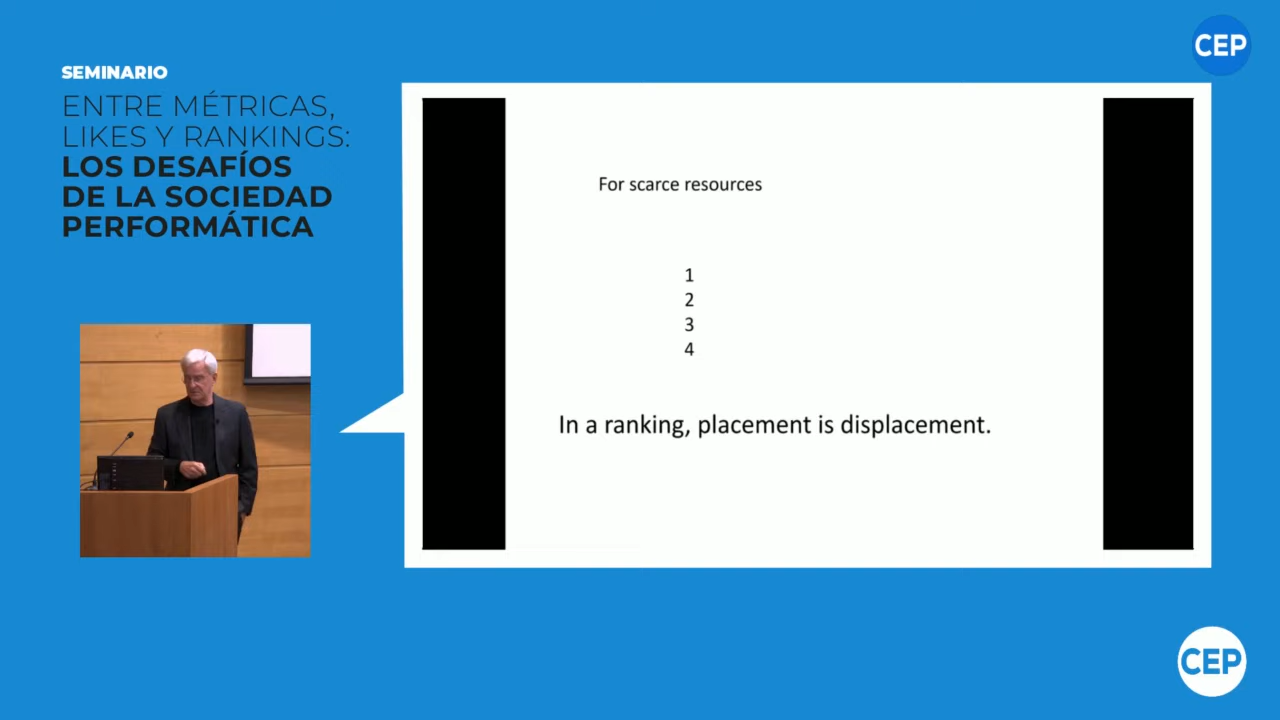 CEP
SEMINARIO
ENTRE MÉTRICAS,
LIKES Y RANKINGS:
LOS DESAFÍOS
DE LA SOCIEDAD
PERFORMÁTICA
For scarce resources
1
2
3
4
In a ranking, placement is displacement.
CEP